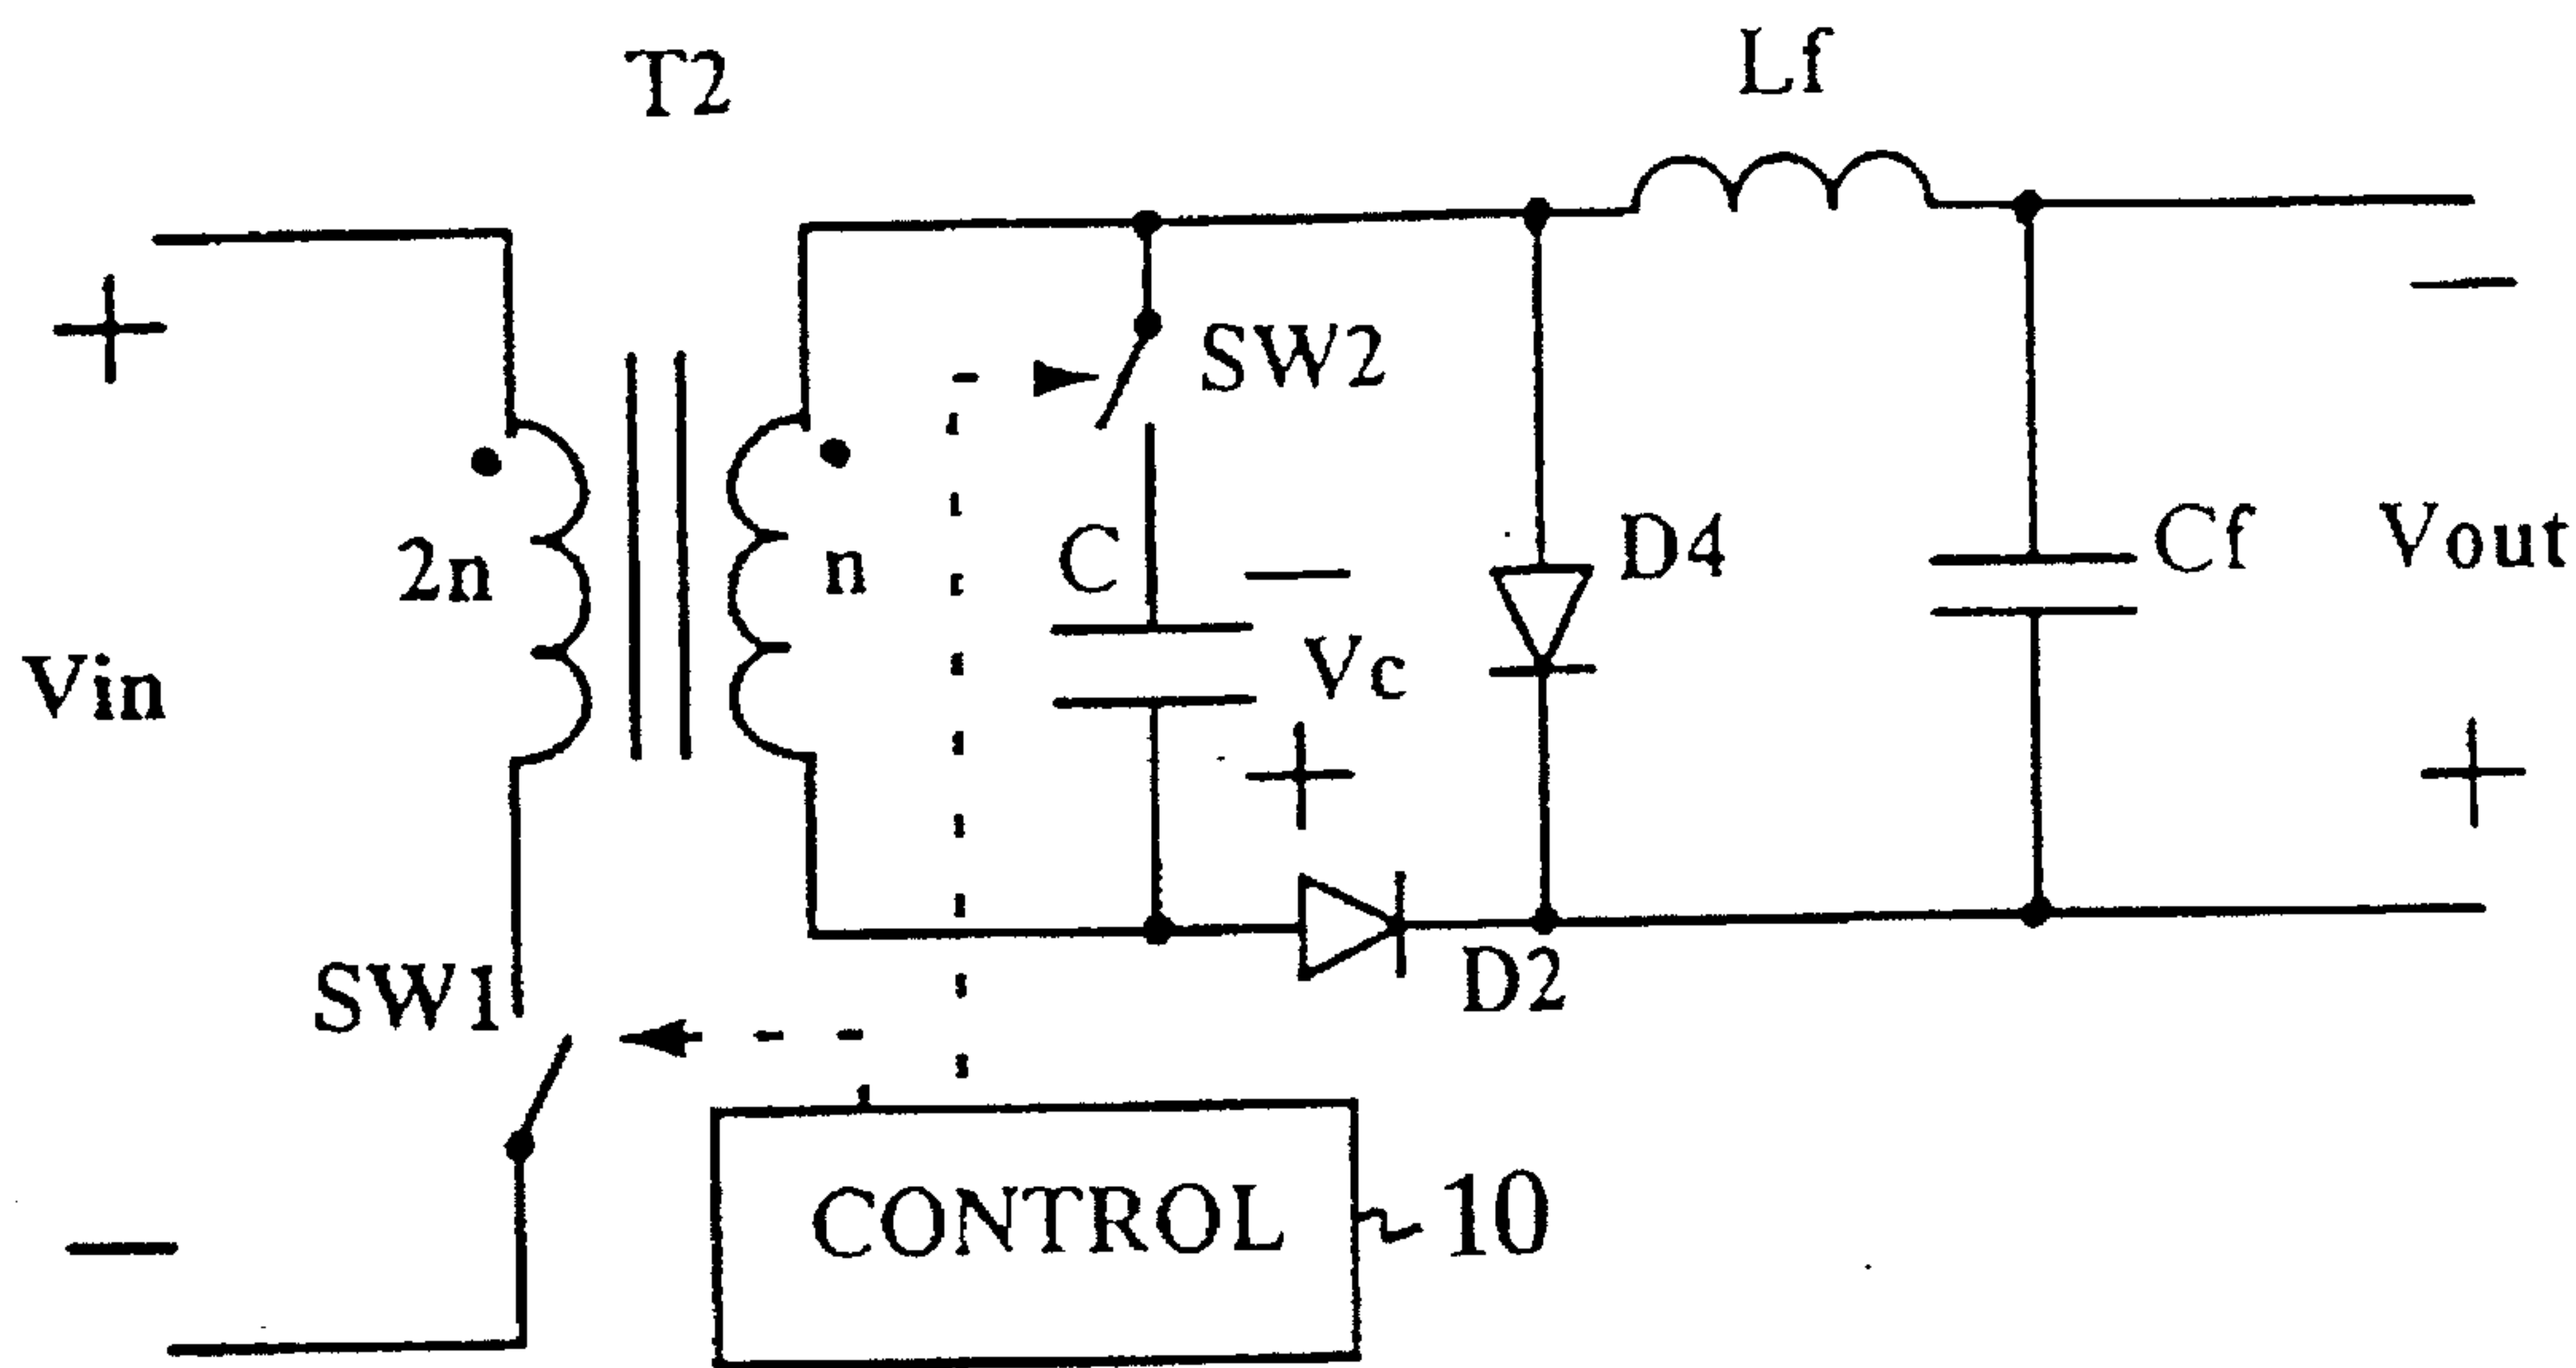 T2
Lf
+
−
SW2
2n
n
C
−
D4
Cf
Vout
Vin
Vc
+
+
SW1
D2
−
CONTROL
10